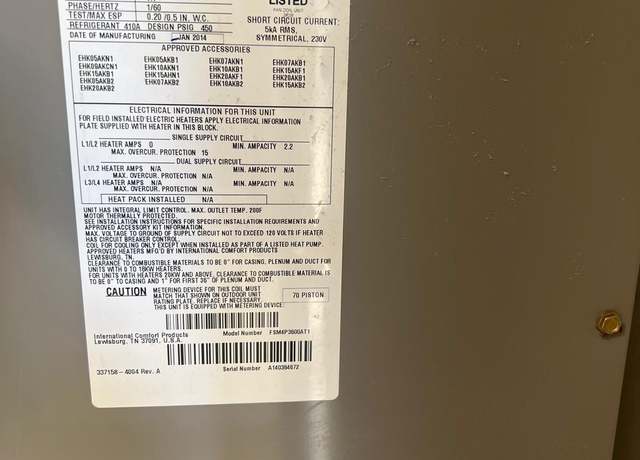 LISTED
FAN COIL UNIT
PHASE/HERTZ 1/60
TEST/MAX ESP 0.20 /0.5 IN. W.C.
REFRIGERANT 410A DESIGN PSIG 450
DATE OF MANUFACTURING JAN 2014
SHORT CIRCUIT CURRENT:
5kA RMS,
SYMMETRICAL, 230V
APPROVED ACCESSORIES
EHK05AKN1 EHK05AKB1 EHK07AKN1 EHK07AKB1
EHK09AKCN1 EHK10AKN1 EHK10AKB1 EHK15AKF1
EHK15AKB1 EHK15AHN1 EHK20AKF1 EHK20AKB1
EHK05AKB2 EHK07AKB2 EHK10AKB2 EHK15AKB2
EHK20AKB2
ELECTRICAL INFORMATION FOR THIS UNIT
FOR FIELD INSTALLED ELECTRIC HEATERS APPLY ELECTRICAL INFORMATION
PLATE SUPPLIED WITH HEATER IN THIS BLOCK.
SINGLE SUPPLY CIRCUIT
L1/L2 HEATER AMPS 0 MIN. AMPACITY 2.2
MAX. OVERCUR. PROTECTION 15
DUAL SUPPLY CIRCUIT
L1/L2 HEATER AMPS N/A MIN. AMPACITY N/A
MAX. OVERCUR. PROTECTION N/A
L3/L4 HEATER AMPS N/A MIN. AMPACITY N/A
MAX. OVERCUR. PROTECTION N/A
HEAT PACK INSTALLED N/A
UNIT HAS INTEGRAL LIMIT CONTROL. MAX. OUTLET TEMP. 200F
MOTOR THERMALLY PROTECTED.
SEE INSTALLATION INSTRUCTIONS FOR SPECIFIC INSTALLATION REQUIREMENTS AND
APPROVED ACCESSORY KIT INFORMATION.
MAX. VOLTAGE TO GROUND OF SUPPLY CIRCUIT NOT TO EXCEED 120 VOLTS IF HEATER
HAS CIRCUIT BREAKER CONTROL.
COIL FOR COOLING ONLY EXCEPT WHEN INSTALLED AS PART OF A LISTED HEAT PUMP.
APPROVED HEATERS MFG'D BY INTERNATIONAL COMFORT PRODUCTS
LEWISBURG, TN.
CLEARANCE TO COMBUSTIBLE MATERIALS TO BE 0" FOR CASING, PLENUM AND DUCT FOR
UNITS WITH 0 TO 18KW HEATERS.
FOR UNITS WITH HEATERS 20KW AND ABOVE, CLEARANCE TO COMBUSTIBLE MATERIAL IS
TO BE 0" TO CASING AND 1" FOR FIRST 36" OF PLENUM AND DUCT.
CAUTION METERING DEVICE FOR THIS COIL MUST
MATCH THAT SHOWN ON OUTDOOR UNIT
RATING PLATE. REPLACE IF NECESSARY.
THIS UNIT IS EQUIPPED WITH METERING DEVICE
70 PISTON
International Comfort Products
Lewisburg, TN 37091, U.S.A.
Model Number FSM4P3600AT1
337158-4004 Rev. A
Serial Number A140384672